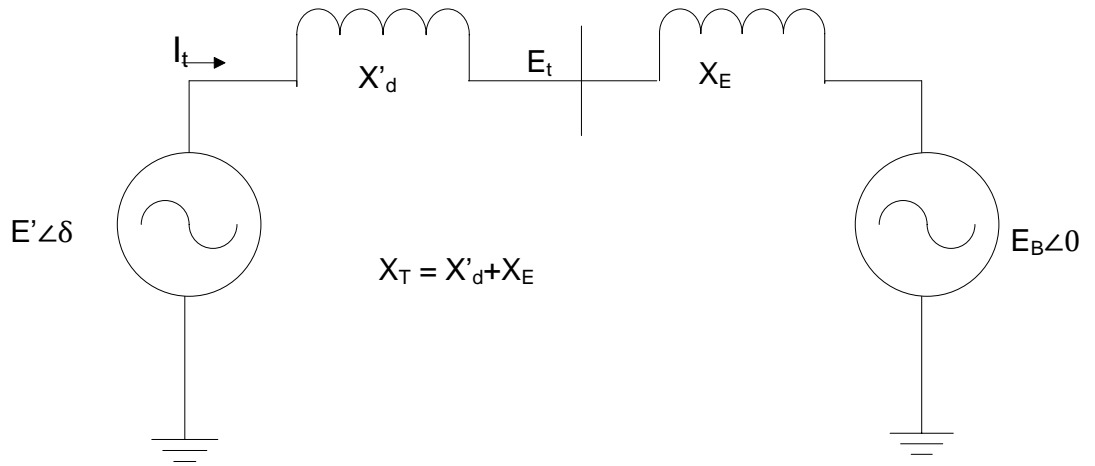 I_t
X'_d
E_t
X_E
E'∠δ
E_B∠0
X_T = X'_d+X_E